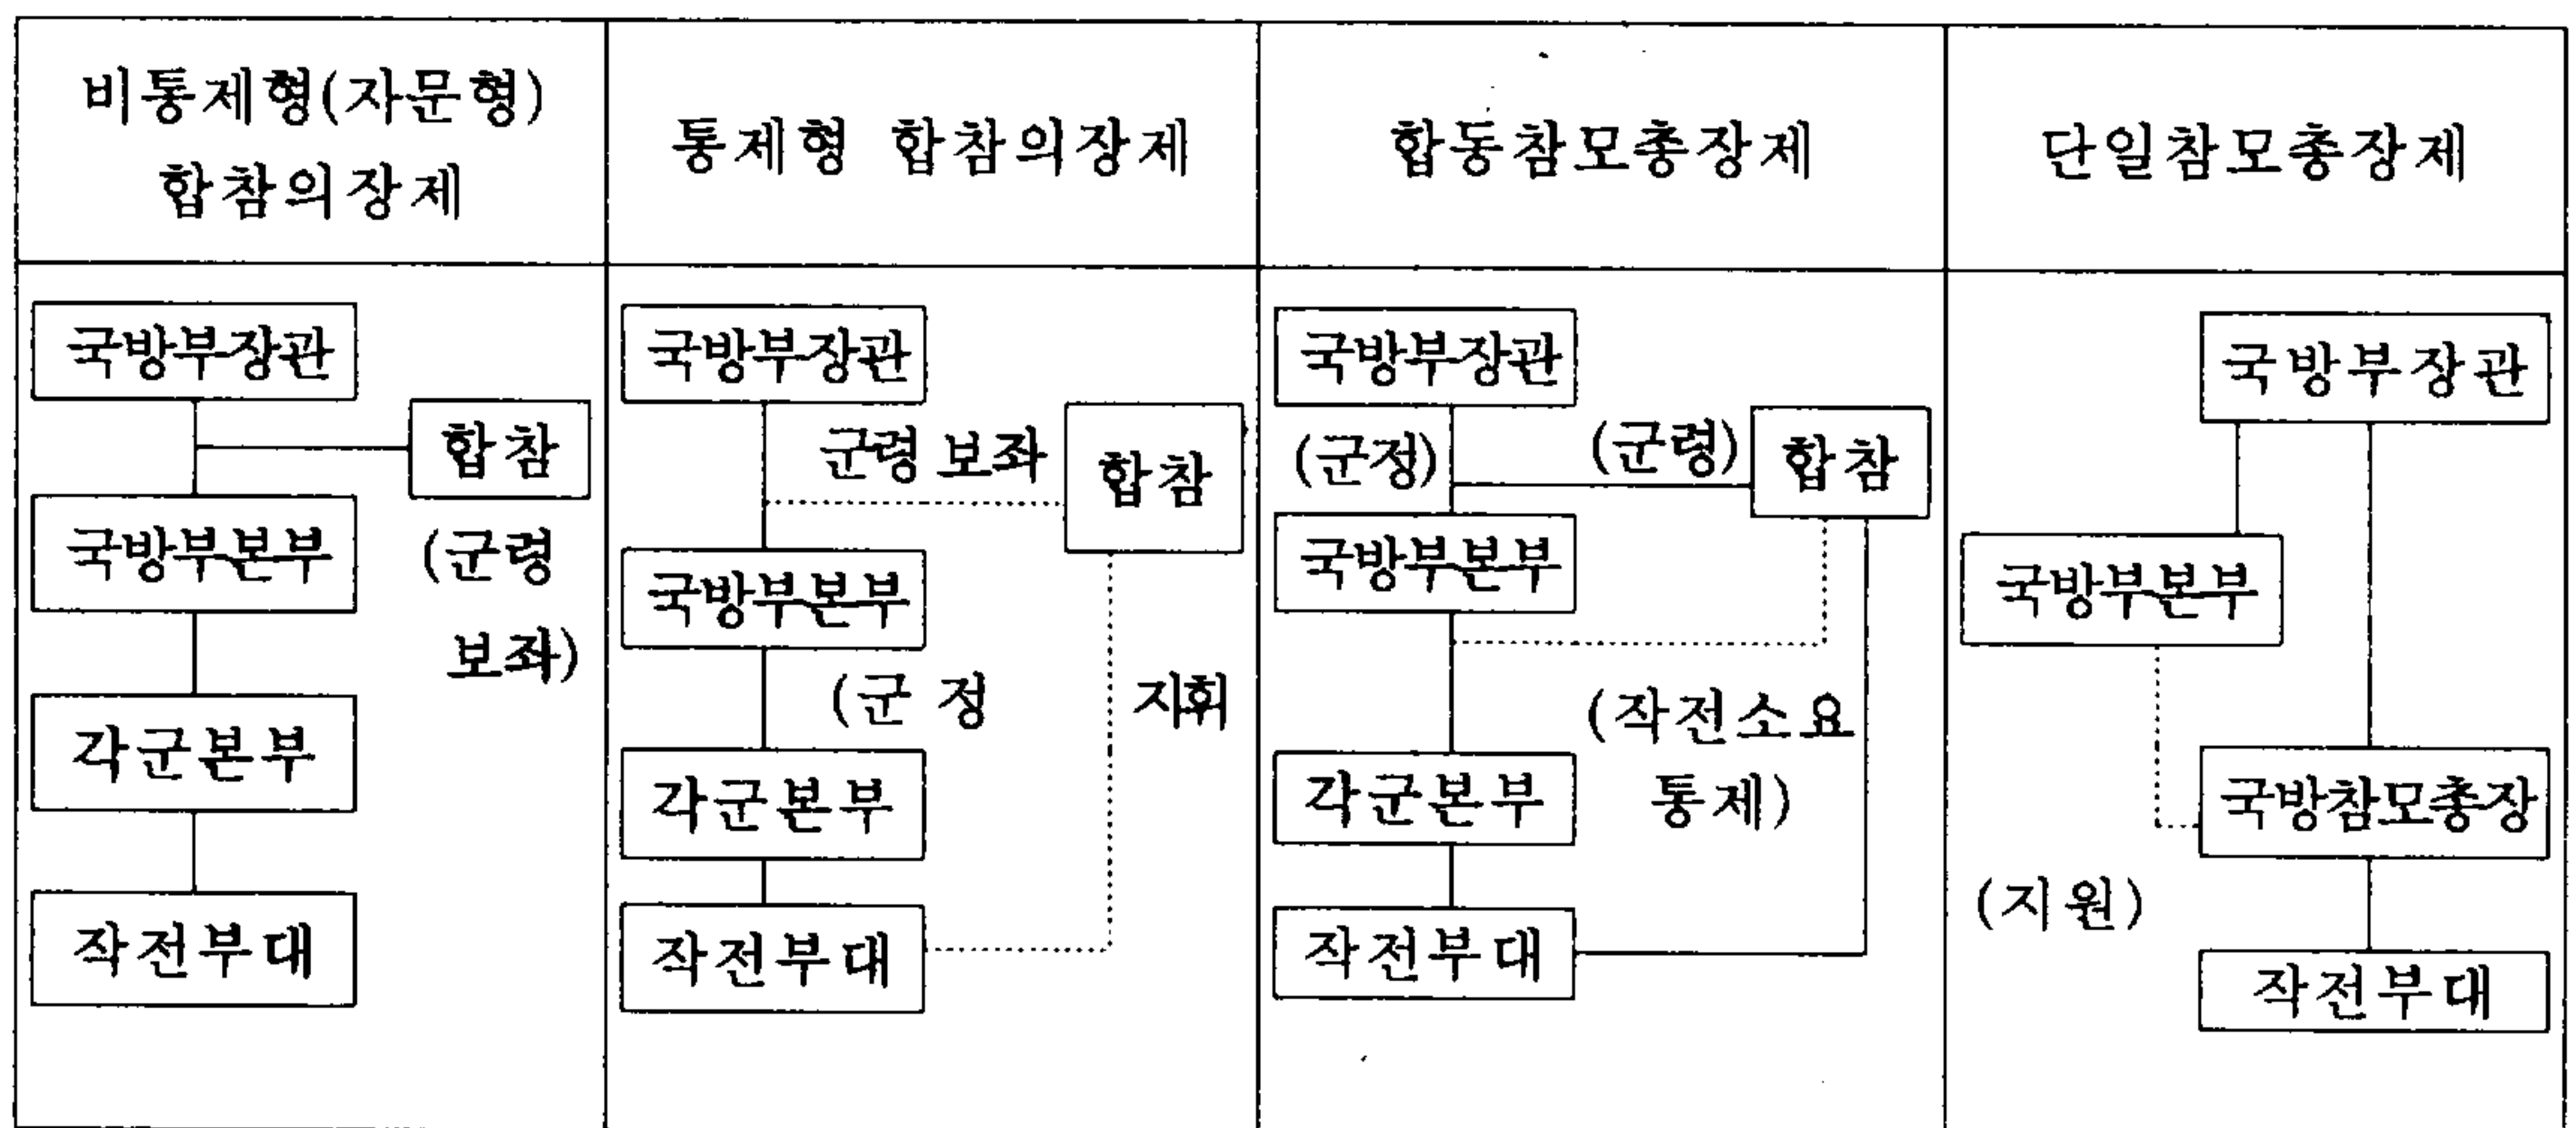 비통제형(자문형)
합참의장제
통제형 합참의장제
합동참모총장제
단일참모총장제
국방부장관
합참
국방부본부
(군령
보좌)
각군본부
작전부대
국방부장관
군령 보좌
합참
국방부본부
(군 정
지휘
각군본부
작전부대
국방부장관
(군정)
(군령)
합참
국방부본부
(작전소요
통제)
각군본부
작전부대
국방부장관
국방부본부
국방참모총장
(지원)
작전부대